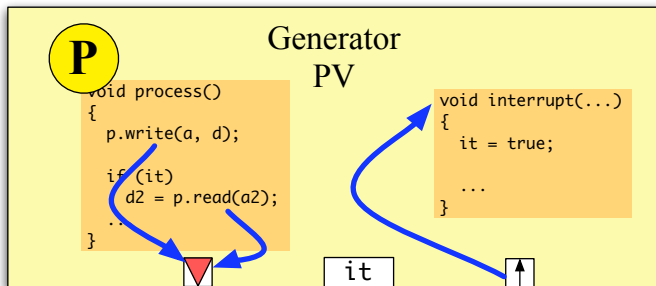 Generator
PV
P
void process()
{
p.write(a, d);
if (it)
d2 = p.read(a2);
...
}
void interrupt(...)
{
it = true;
...
}
it